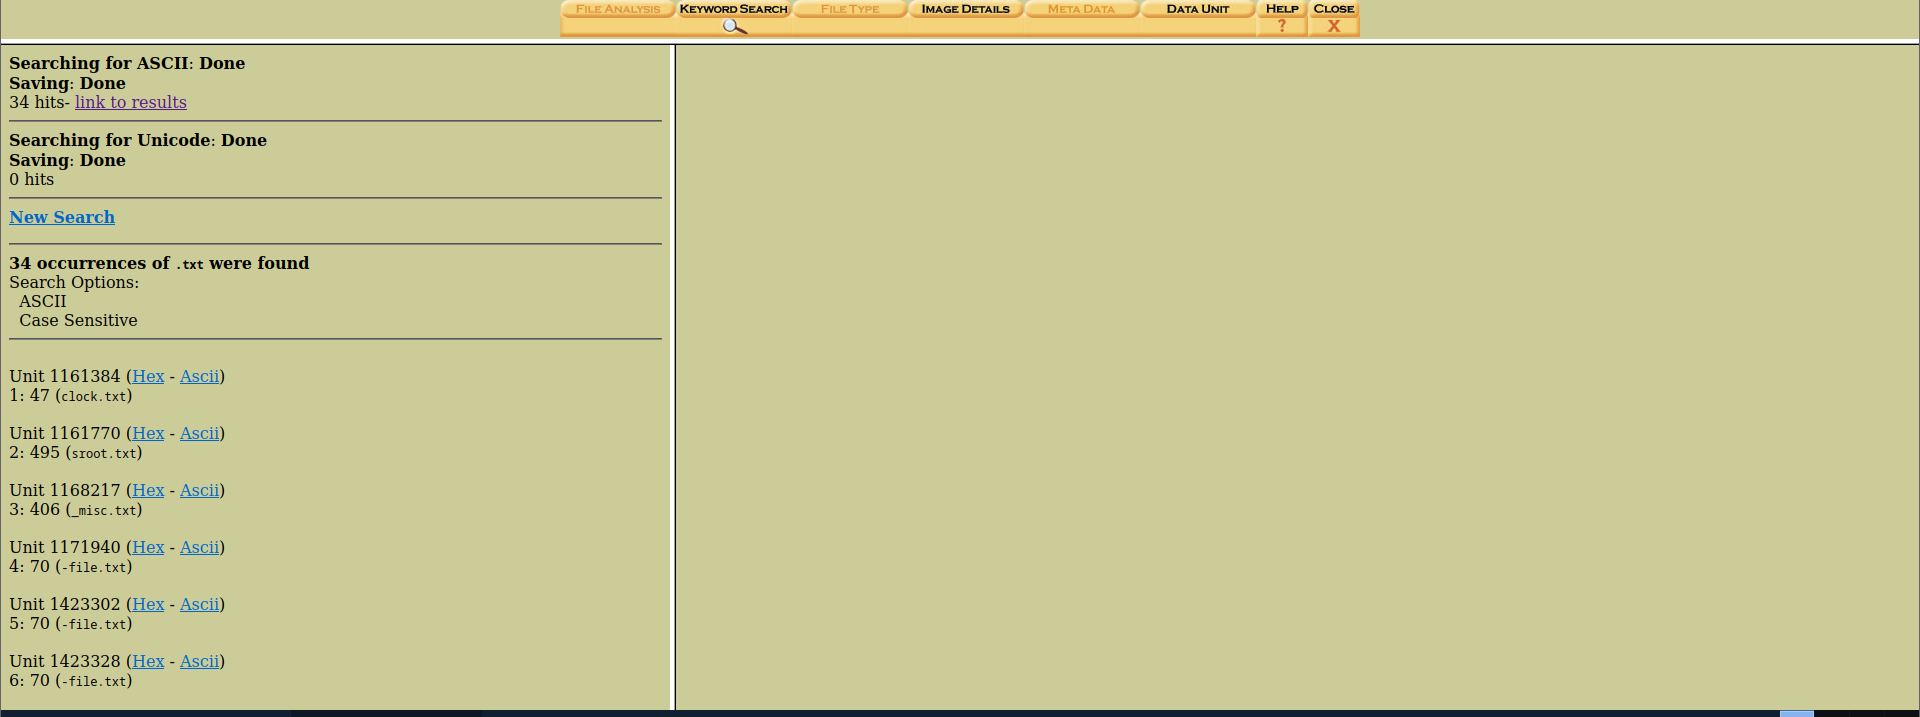 FILE ANALYSIS KEYWORD SEARCH FILE TYPE IMAGE DETAILS META DATA DATA UNIT HELP CLOSE
? X
Searching for ASCII: Done
Saving: Done
34 hits- link to results
Searching for Unicode: Done
Saving: Done
0 hits
New Search
34 occurrences of .txt were found
Search Options:
ASCII
Case Sensitive
Unit 1161384 (Hex - Ascii)
1: 47 (clock.txt)
Unit 1161770 (Hex - Ascii)
2: 495 (sroot.txt)
Unit 1168217 (Hex - Ascii)
3: 406 (_misc.txt)
Unit 1171940 (Hex - Ascii)
4: 70 (-file.txt)
Unit 1423302 (Hex - Ascii)
5: 70 (-file.txt)
Unit 1423328 (Hex - Ascii)
6: 70 (-file.txt)